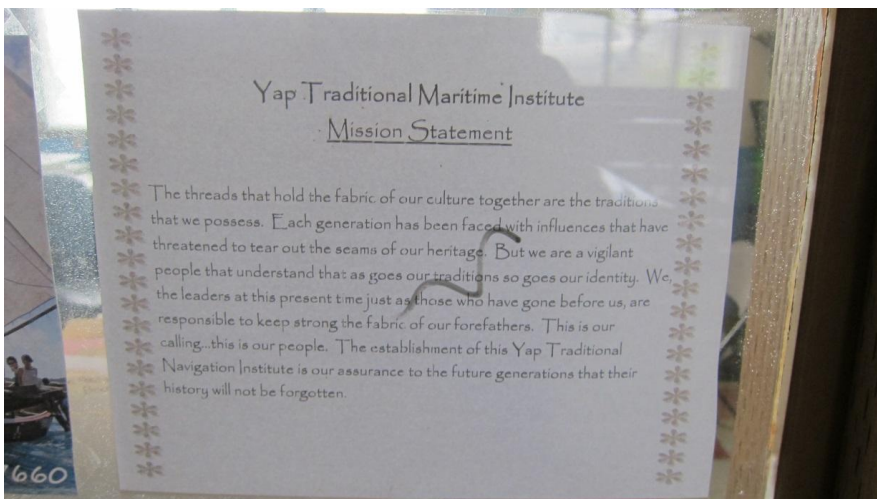 Yap Traditional Maritime Institute
Mission Statement
The threads that hold the fabric of our culture together are the traditions
that we possess. Each generation has been faced with influences that have
threatened to tear out the seams of our heritage. But we are a vigilant
people that understand that as goes our traditions so goes our identity. We,
the leaders at this present time just as those who have gone before us, are
responsible to keep strong the fabric of our forefathers. This is our
calling...this is our people. The establishment of this Yap Traditional
Navigation Institute is our assurance to the future generations that their
history will not be forgotten.
1660